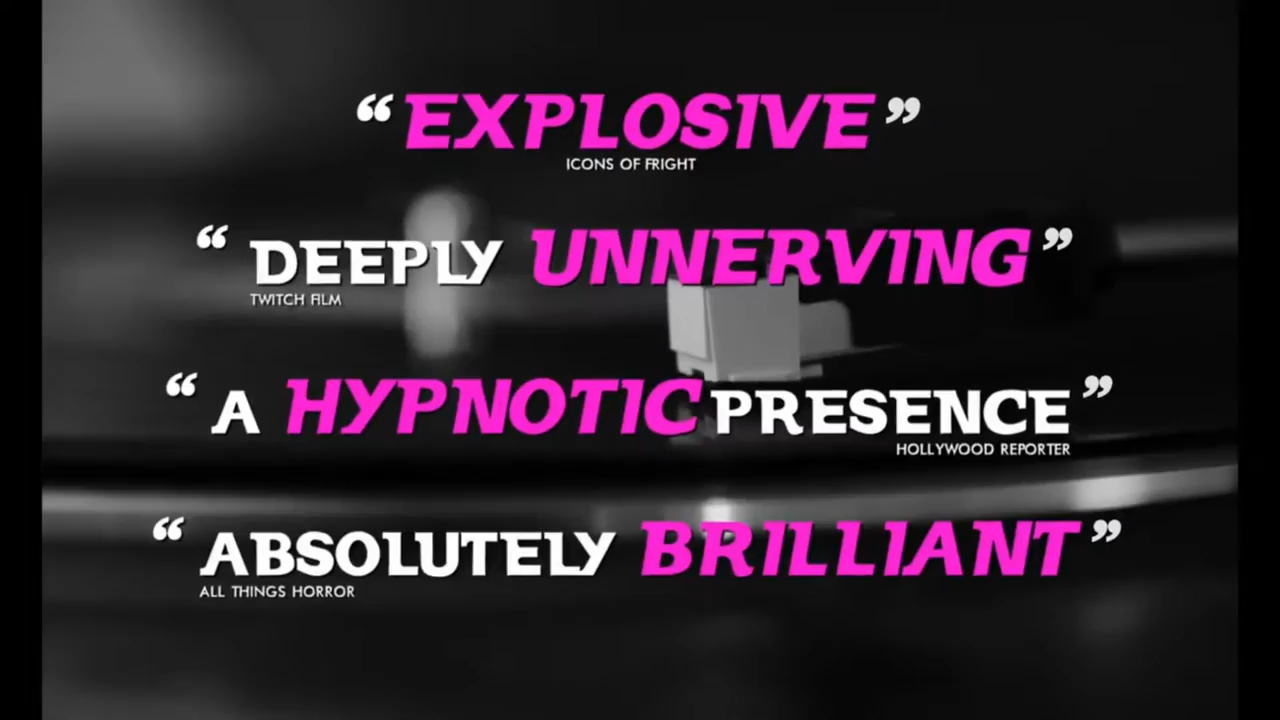 “EXPLOSIVE”
ICONS OF FRIGHT
“DEEPLY UNNERVING”
TWITCH FILM
“A HYPNOTIC PRESENCE”
HOLLYWOOD REPORTER
“ABSOLUTELY BRILLIANT”
ALL THINGS HORROR